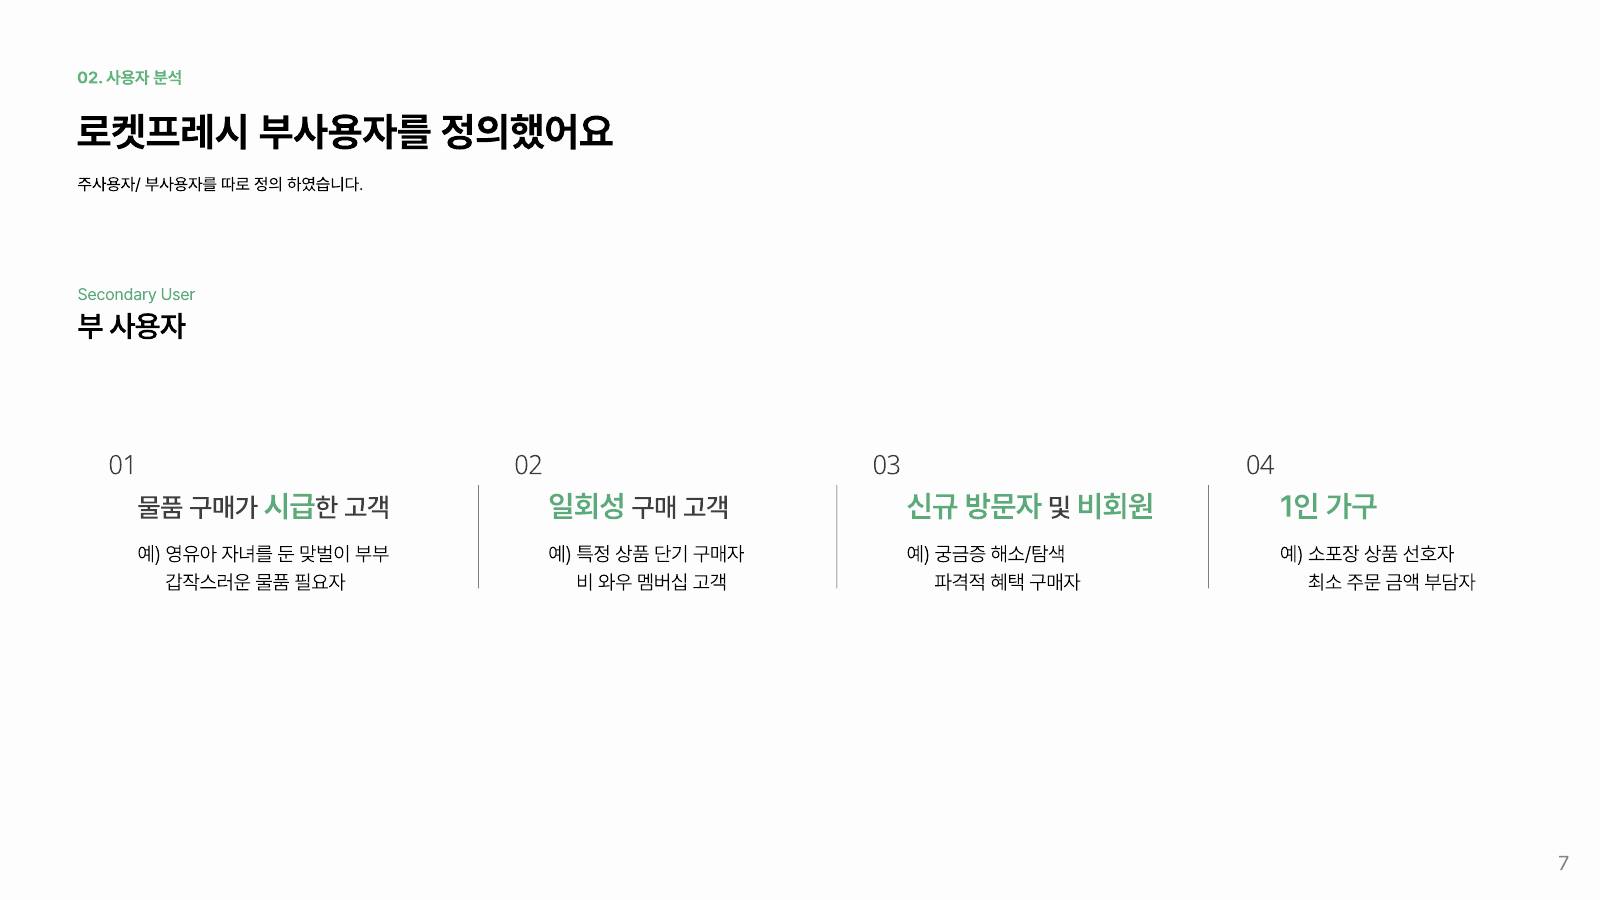 02. 사용자 분석
로켓프레시 부사용자를 정의했어요
주사용자/ 부사용자를 따로 정의 하였습니다.
Secondary User
부 사용자
01
물품 구매가 시급한 고객
예) 영유아 자녀를 둔 맞벌이 부부
갑작스러운 물품 필요자
02
일회성 구매 고객
예) 특정 상품 단기 구매자
비 와우 멤버십 고객
03
신규 방문자 및 비회원
예) 궁금증 해소/탐색
파격적 혜택 구매자
04
1인 가구
예) 소포장 상품 선호자
최소 주문 금액 부담자
7